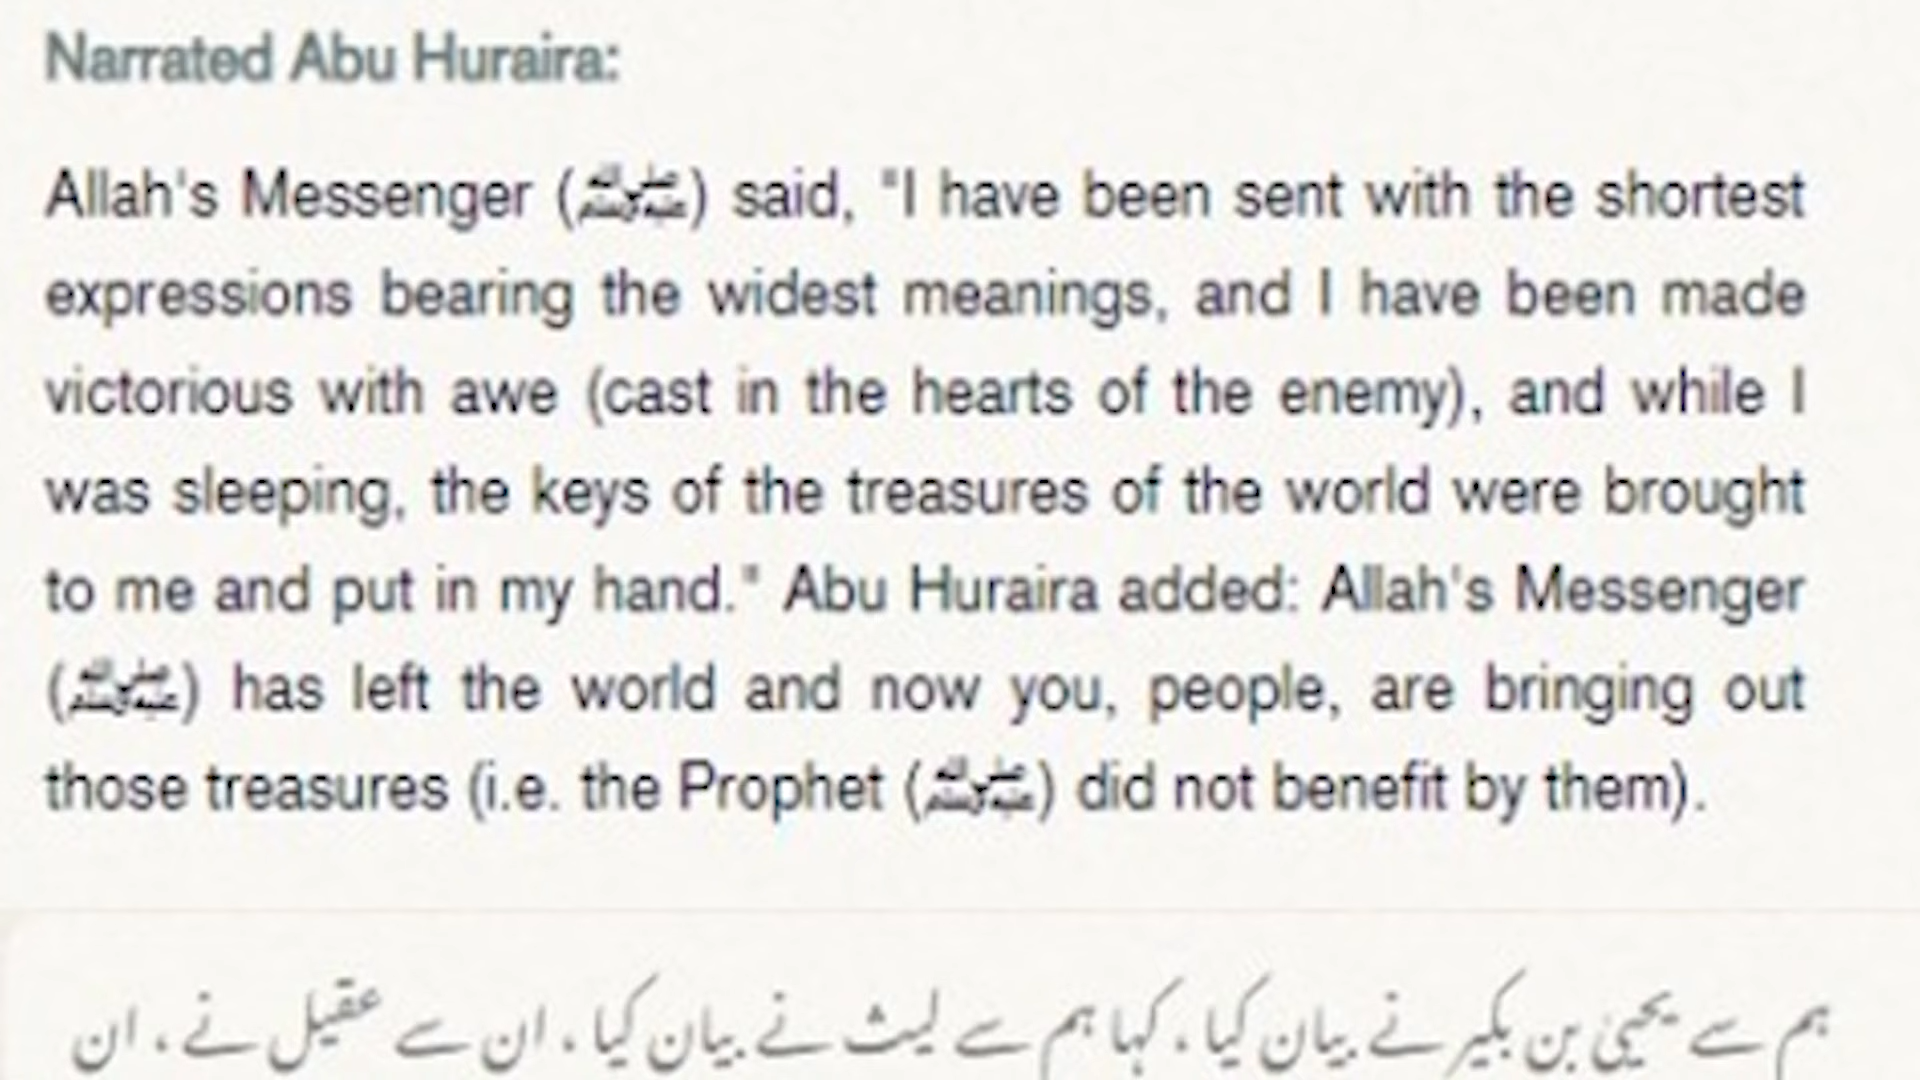 Narrated Abu Huraira:
Allah's Messenger (ﷺ) said, "I have been sent with the shortest
expressions bearing the widest meanings, and I have been made
victorious with awe (cast in the hearts of the enemy), and while I
was sleeping, the keys of the treasures of the world were brought
to me and put in my hand." Abu Huraira added: Allah's Messenger
(ﷺ) has left the world and now you, people, are bringing out
those treasures (i.e. the Prophet (ﷺ) did not benefit by them).
ہم سے یحییٰ بن بکیر نے بیان کیا، کہا ہم سے لیث نے بیان کیا، ان سے عقیل نے، ان